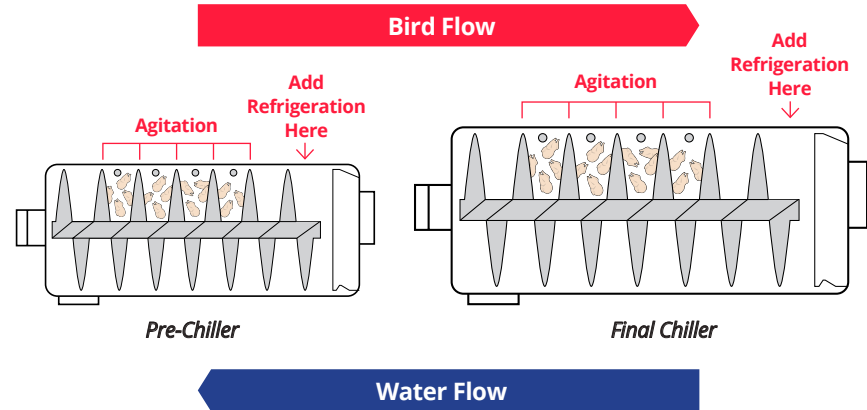 Bird Flow
Add
Refrigeration
Here
Agitation
Add
Refrigeration
Here
Agitation
Pre-Chiller
Final Chiller
Water Flow